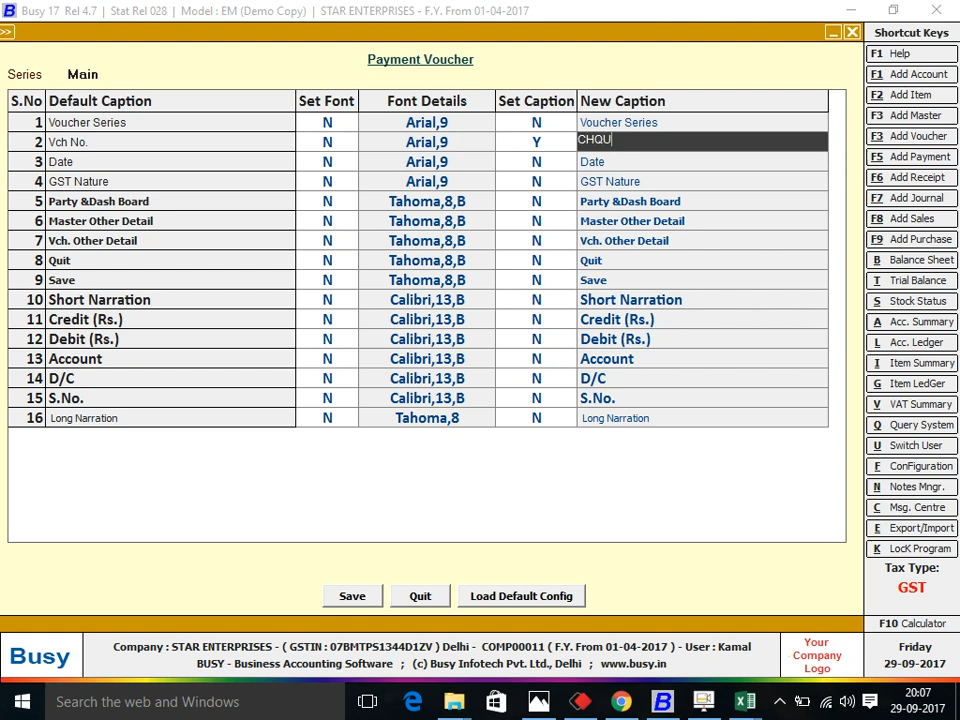 Busy 17 Rel 4.7 | Stat Rel 028 | Model : EM (Demo Copy) | STAR ENTERPRISES - F.Y. From 01-04-2017
>>
Shortcut Keys
Payment Voucher
Series Main
S.No Default Caption Set Font Font Details Set Caption New Caption
1 Voucher Series N Arial,9 N Voucher Series
2 Vch No. N Arial,9 Y CHQU
3 Date N Arial,9 N Date
4 GST Nature N Arial,9 N GST Nature
5 Party &Dash Board N Tahoma,8,B N Party &Dash Board
6 Master Other Detail N Tahoma,8,B N Master Other Detail
7 Vch. Other Detail N Tahoma,8,B N Vch. Other Detail
8 Quit N Tahoma,8,B N Quit
9 Save N Tahoma,8,B N Save
10 Short Narration N Calibri,13,B N Short Narration
11 Credit (Rs.) N Calibri,13,B N Credit (Rs.)
12 Debit (Rs.) N Calibri,13,B N Debit (Rs.)
13 Account N Calibri,13,B N Account
14 D/C N Calibri,13,B N D/C
15 S.No. N Calibri,13,B N S.No.
16 Long Narration N Tahoma,8 N Long Narration
Save Quit Load Default Config
F1 Help
F1 Add Account
F2 Add Item
F3 Add Master
F3 Add Voucher
F5 Add Payment
F6 Add Receipt
F7 Add Journal
F8 Add Sales
F9 Add Purchase
B Balance Sheet
T Trial Balance
S Stock Status
A Acc. Summary
L Acc. Ledger
I Item Summary
G Item LedGer
V VAT Summary
Q Query System
U Switch User
F ConFiguration
N Notes Mngr.
C Msg. Centre
E Export/Import
K LocK Program
Tax Type:
GST
F10 Calculator
Busy
Company : STAR ENTERPRISES - ( GSTIN : 07BMTPS1344D1ZV ) Delhi - COMP00011 ( F.Y. From 01-04-2017 ) - User : Kamal
BUSY - Business Accounting Software ; (c) Busy Infotech Pvt. Ltd., Delhi ; www.busy.in
Your
Company
Logo
Friday
29-09-2017
Search the web and Windows
20:07
29-09-2017